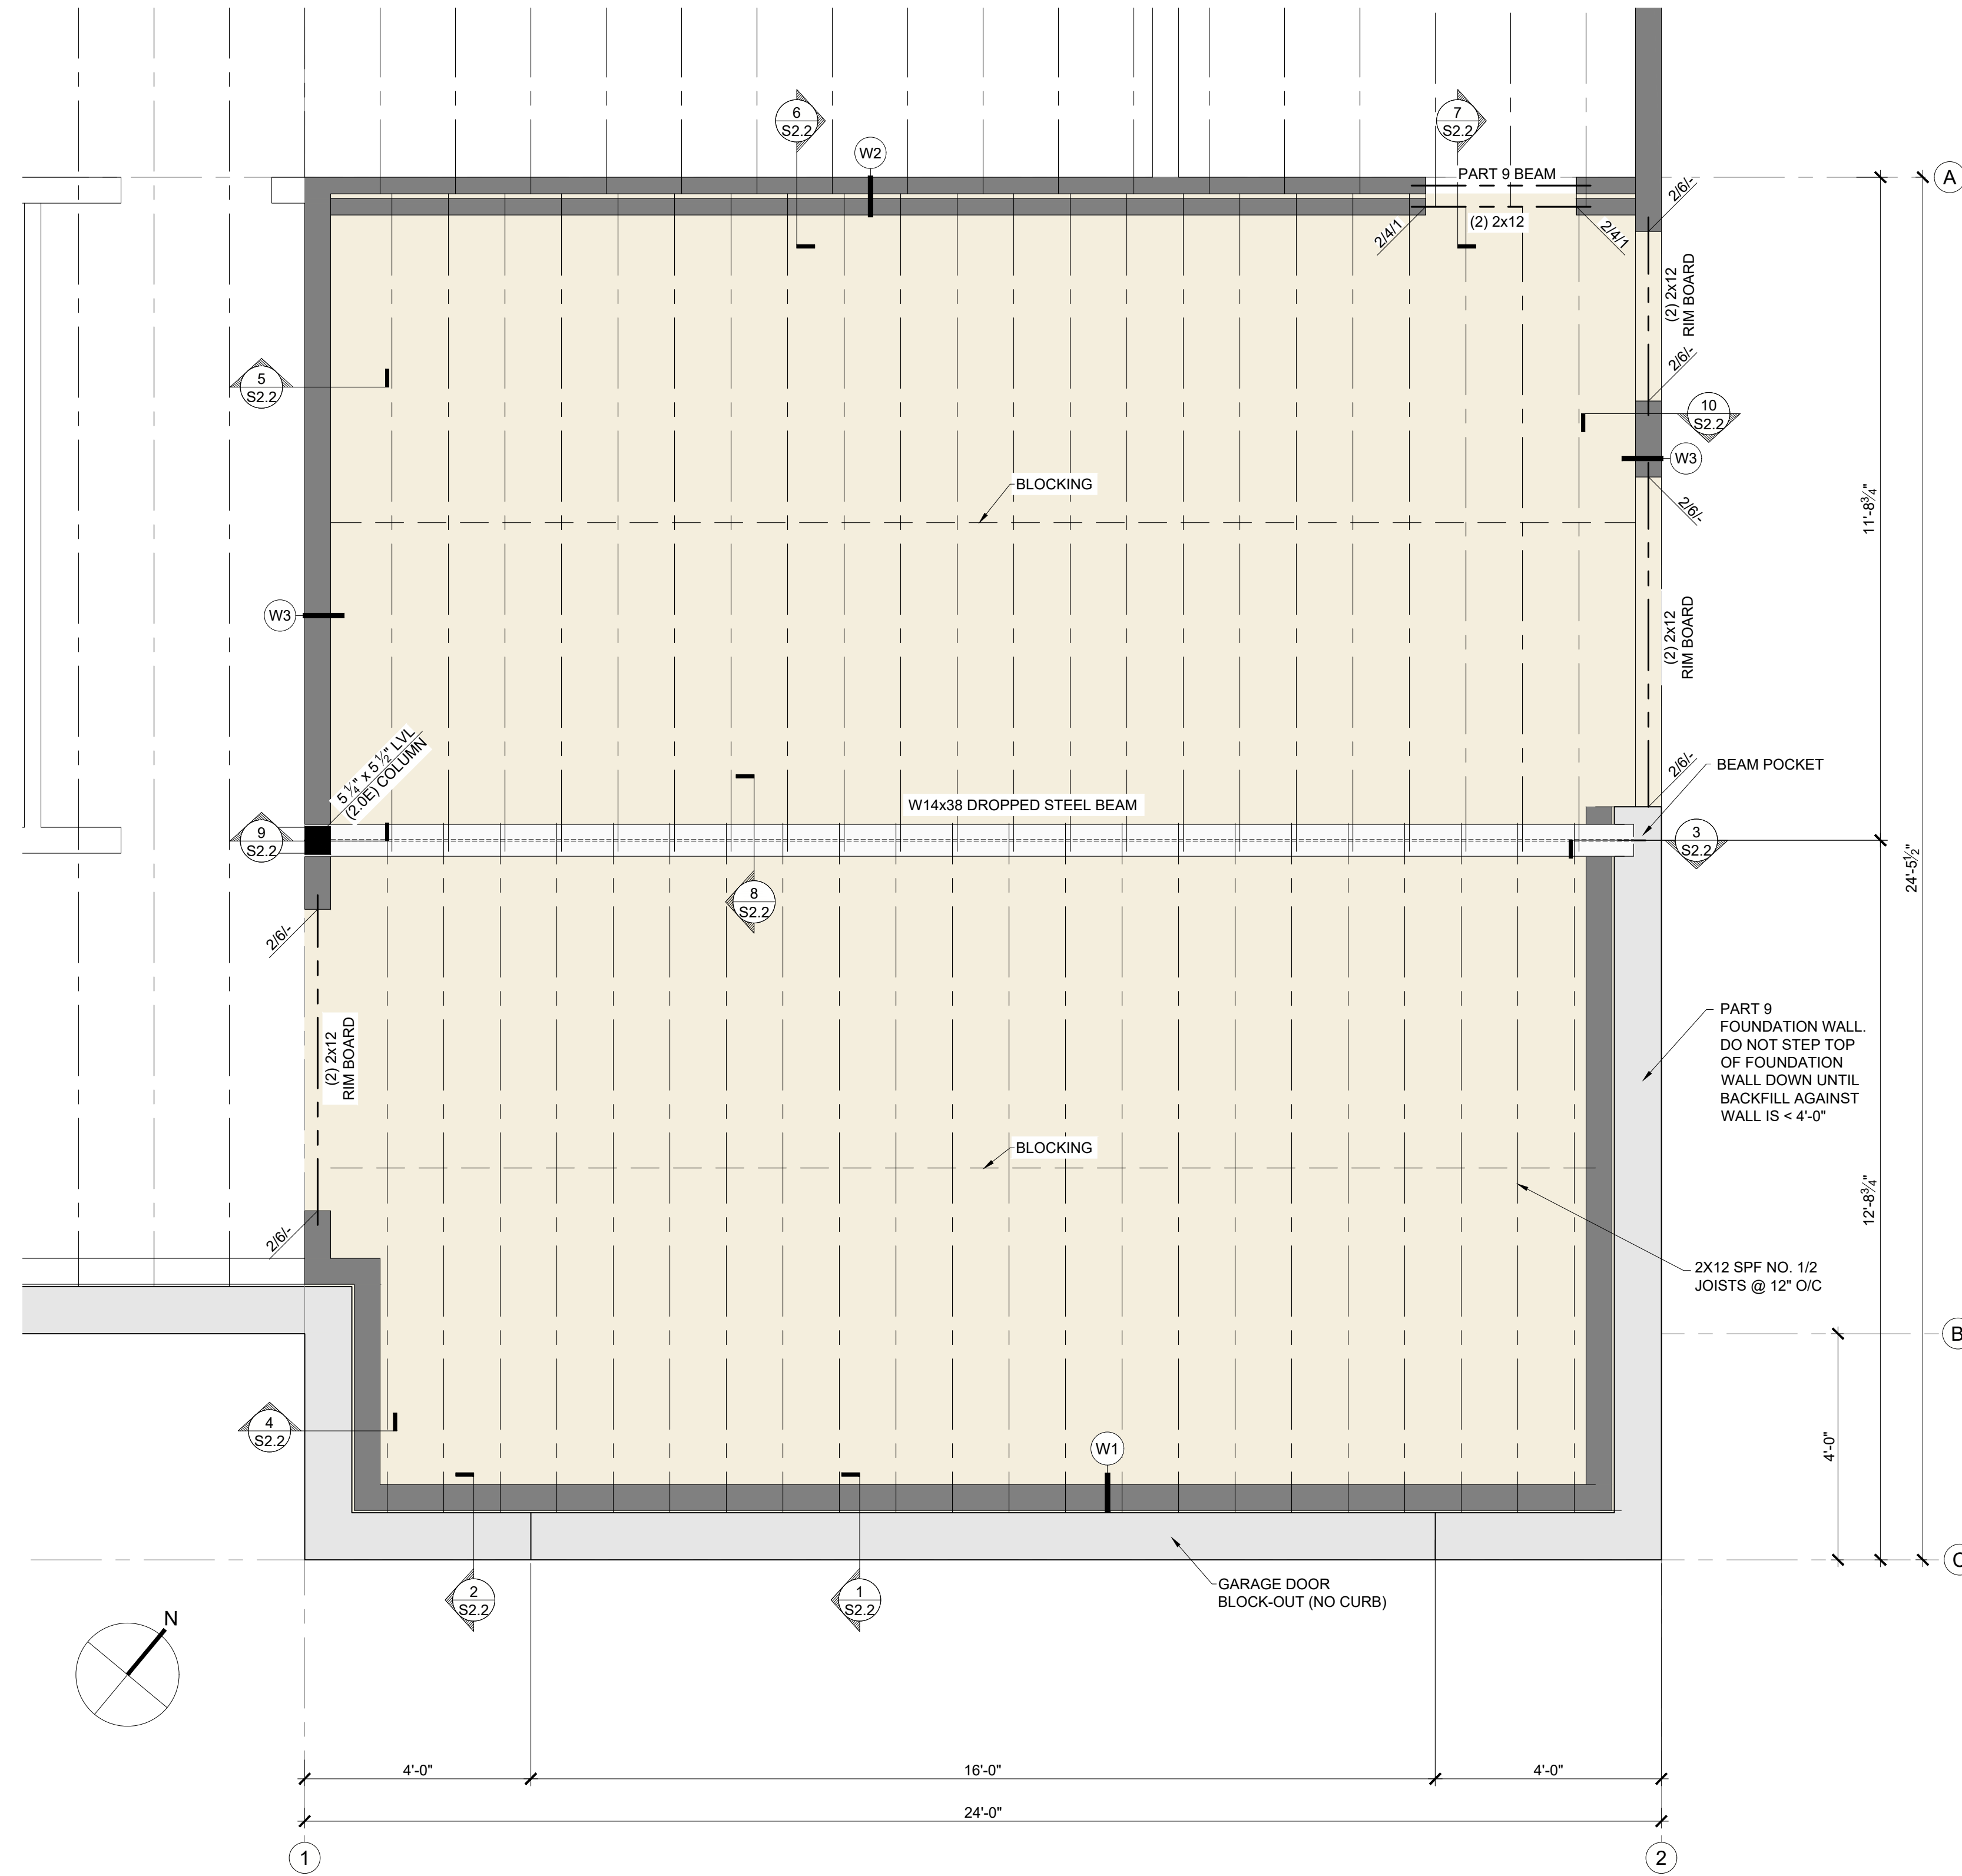 6
S2.2
7
S2.2
W2
PART 9 BEAM
A
2/6/-
(2) 2x12
2/4/1
2/4/1
(2) 2x12
RIM BOARD
2/6/-
5
S2.2
10
S2.2
W3
BLOCKING
2/6/-
11'-8¾"
W3
(2) 2x12
RIM BOARD
5 ¼" x 5 ½" LVL
(2.0E) COLUMN
2/6/-
BEAM POCKET
W14x38 DROPPED STEEL BEAM
9
S2.2
3
S2.2
24'-5½"
8
S2.2
2/6/-
(2) 2x12
RIM BOARD
PART 9
FOUNDATION WALL.
DO NOT STEP TOP
OF FOUNDATION
WALL DOWN UNTIL
BACKFILL AGAINST
WALL IS < 4'-0"
BLOCKING
12'-8¾"
2/6/-
2X12 SPF NO. 1/2
JOISTS @ 12" O/C
B
4
S2.2
W1
4'-0"
C
2
S2.2
1
S2.2
GARAGE DOOR
BLOCK-OUT (NO CURB)
N
4'-0"
16'-0"
4'-0"
24'-0"
1
2